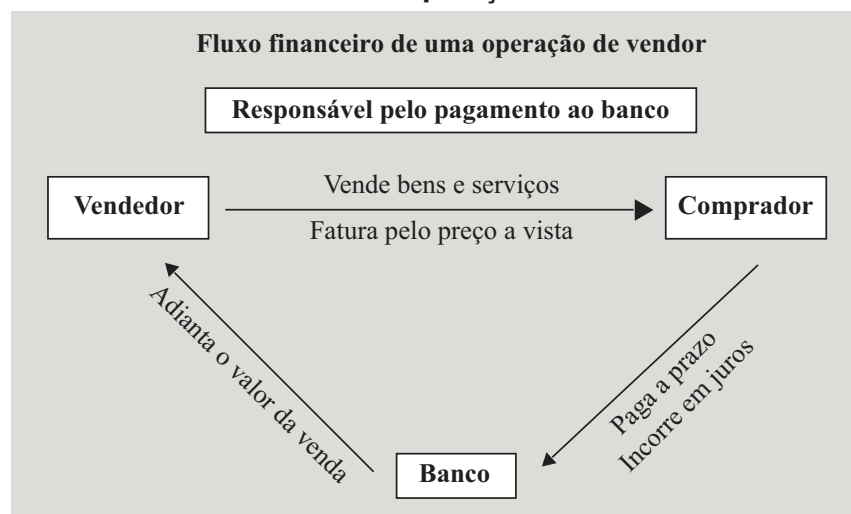 Fluxo financeiro de uma operação de vendor
Responsável pelo pagamento ao banco
Vendedor
Vende bens e serviços
Fatura pelo preço a vista
Comprador
Adianta o valor da venda
Paga a prazo
Incorre em juros
Banco